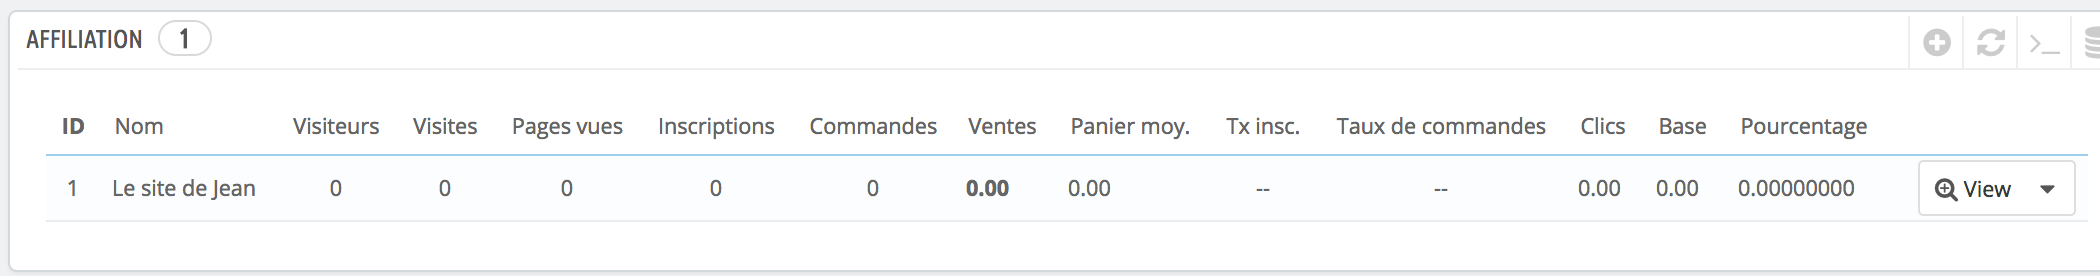 AFFILIATION 1
ID Nom Visiteurs Visites Pages vues Inscriptions Commandes Ventes Panier moy. Tx insc. Taux de commandes Clics Base Pourcentage
1 Le site de Jean 0 0 0 0 0 0.00 0.00 -- -- 0.00 0.00 0.00000000 View